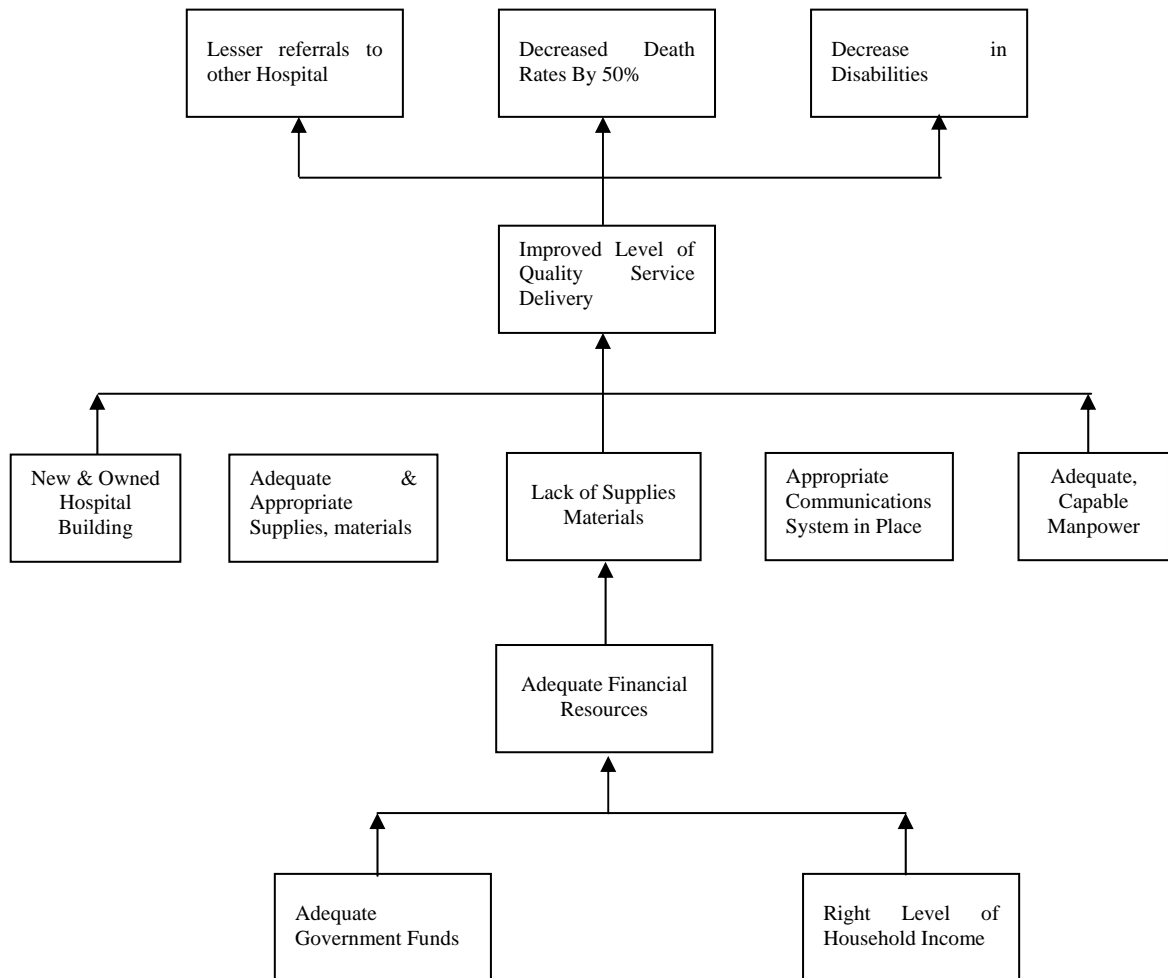 Lesser referrals to
other Hospital
Decreased Death
Rates By 50%
Decrease in
Disabilities
Improved Level of
Quality Service
Delivery
New & Owned
Hospital
Building
Adequate &
Appropriate
Supplies, materials
Lack of Supplies
Materials
Appropriate
Communications
System in Place
Adequate,
Capable
Manpower
Adequate Financial
Resources
Adequate
Government Funds
Right Level of
Household Income